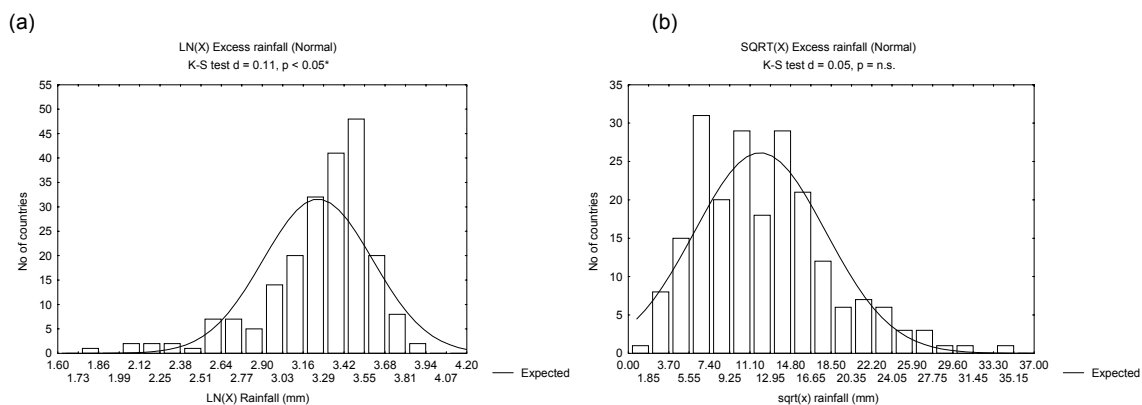 (a)
LN(X) Excess rainfall (Normal)
K-S test d = 0.11, p < 0.05*
No of countries
55
50
45
40
35
30
25
20
15
10
5
0
1.60 1.86 2.12 2.38 2.64 2.90 3.16 3.42 3.68 3.94 4.20
1.73 1.99 2.25 2.51 2.77 3.03 3.29 3.55 3.81 4.07
LN(X) Rainfall (mm)
Expected
(b)
SQRT(X) Excess rainfall (Normal)
K-S test d = 0.05, p = n.s.
No of countries
35
30
25
20
15
10
5
0
0.00 3.70 7.40 11.10 14.80 18.50 22.20 25.90 29.60 33.30 37.00
1.85 5.55 9.25 12.95 16.65 20.35 24.05 27.75 31.45 35.15
sqrt(x) rainfall (mm)
Expected